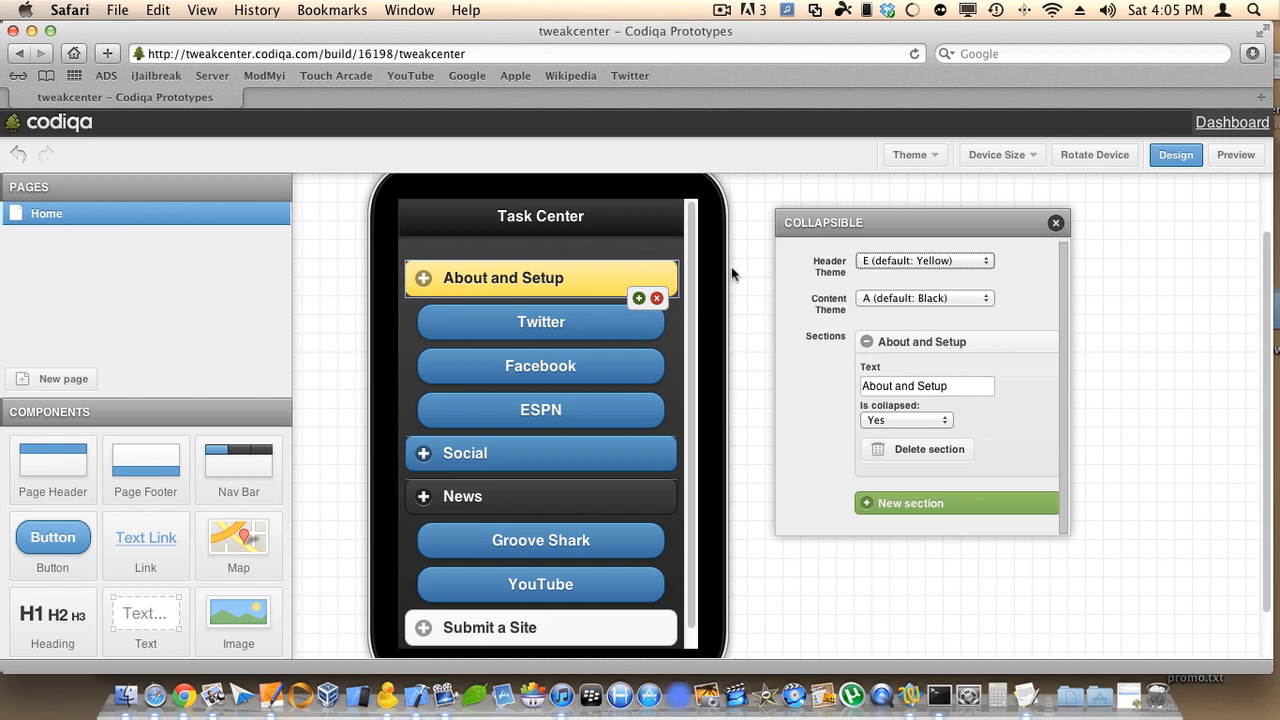 Safari File Edit View History Bookmarks Window Help 3 Sat 4:05 PM
tweakcenter – Codiqa Prototypes
http://tweakcenter.codiqa.com/build/16198/tweakcenter Google
ADS iJailbreak Server ModMyi Touch Arcade YouTube Google Apple Wikipedia Twitter
tweakcenter – Codiqa Prototypes
codiqa Dashboard
Theme Device Size Rotate Device Design Preview
PAGES
Home
New page
COMPONENTS
Page Header Page Footer Nav Bar
Button Text Link
Button Link Map
H1 H2 H3 Text...
Heading Text Image
Task Center
About and Setup
Twitter
Facebook
ESPN
Social
News
Groove Shark
YouTube
Submit a Site
COLLAPSIBLE
Header Theme E (default: Yellow)
Content Theme A (default: Black)
Sections About and Setup
Text
About and Setup
Is collapsed:
Yes
Delete section
New section
promo.txt